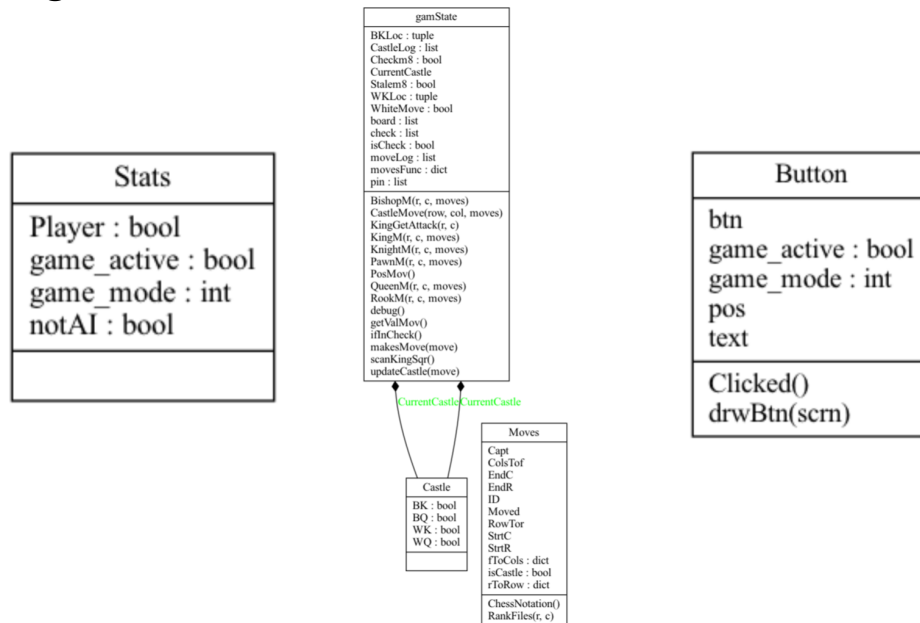 gamState
BKLoc : tuple
CastleLog : list
Checkm8 : bool
CurrentCastle
Stalem8 : bool
WKLoc : tuple
WhiteMove : bool
board : list
check : list
isCheck : bool
moveLog : list
movesFunc : dict
pin : list
BishopM(r, c, moves)
CastleMove(row, col, moves)
KingGetAttack(r, c)
KingM(r, c, moves)
KnightM(r, c, moves)
PawnM(r, c, moves)
PosMov()
QueenM(r, c, moves)
RookM(r, c, moves)
debug()
getValMov()
ifInCheck()
makesMove(move)
scanKingSqr()
updateCastle(move)
Stats
Player : bool
game_active : bool
game_mode : int
notAI : bool
Button
btn
game_active : bool
game_mode : int
pos
text
Clicked()
drwBtn(scrn)
CurrentCastle
CurrentCastle
Castle
BK : bool
BQ : bool
WK : bool
WQ : bool
Moves
Capt
ColsTof
EndC
EndR
ID
Moved
RowTor
StrtC
StrtR
fToCols : dict
isCastle : bool
rToRow : dict
ChessNotation()
RankFiles(r, c)